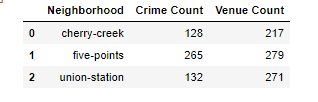 Neighborhood Crime Count Venue Count
0 cherry-creek 128 217
1 five-points 265 279
2 union-station 132 271